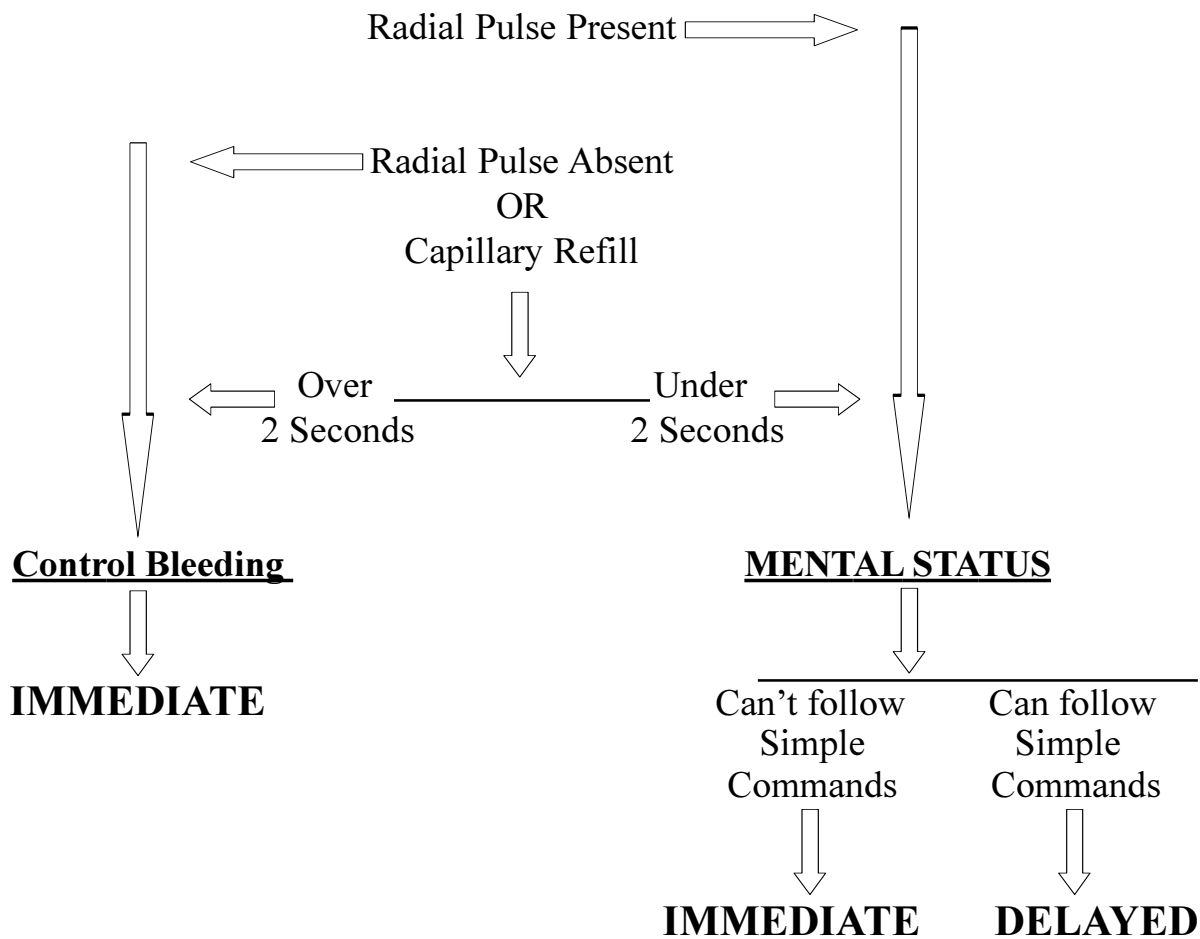 Radial Pulse Present
Radial Pulse Absent
OR
Capillary Refill
Over
2 Seconds
Under
2 Seconds
Control Bleeding
IMMEDIATE
MENTAL STATUS
Can’t follow
Simple
Commands
Can follow
Simple
Commands
IMMEDIATE
DELAYED